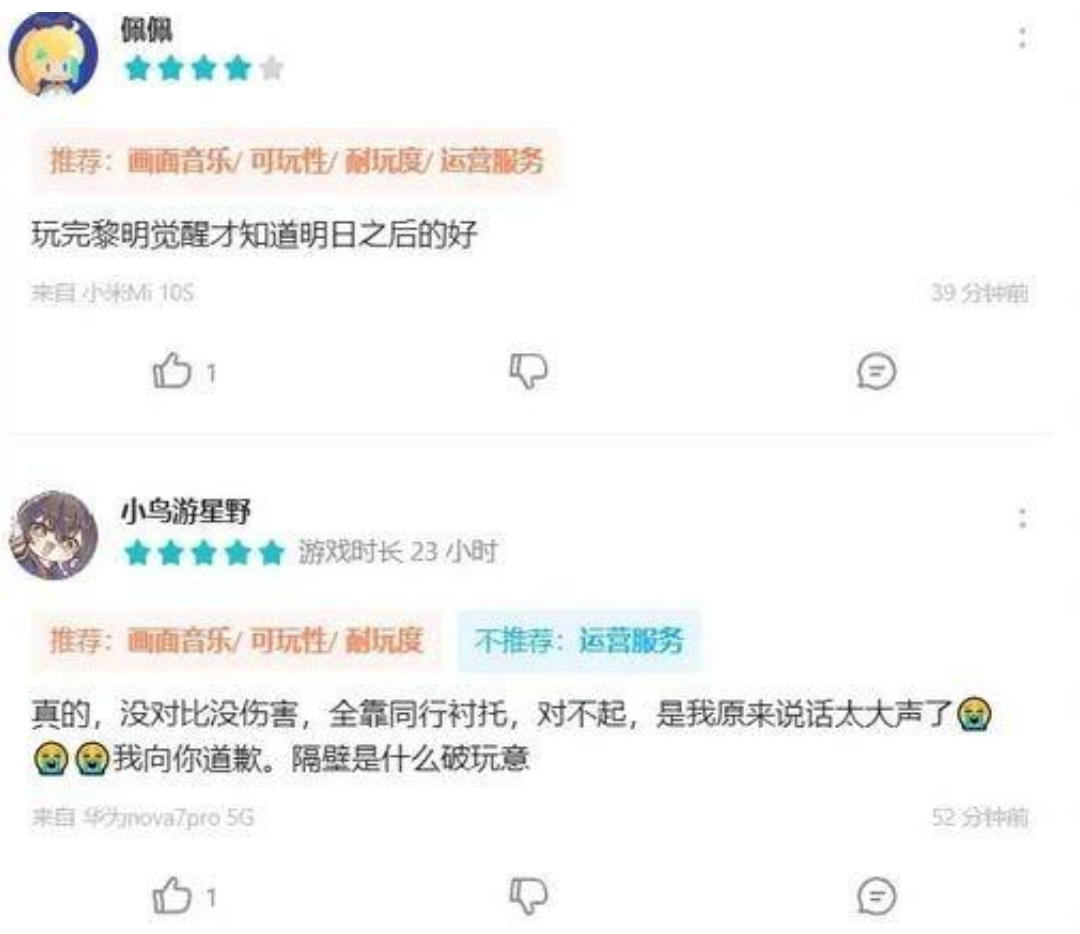 佩佩
推荐：画面音乐/ 可玩性/ 耐玩度/ 运营服务
玩完黎明觉醒才知道明日之后的好
来自 小米Mi 10S
39 分钟前
1
小鸟游星野
游戏时长 23 小时
推荐：画面音乐/ 可玩性/ 耐玩度
不推荐：运营服务
真的，没对比没伤害，全靠同行衬托，对不起，是我原来说话太大声了😭
😭😭我向你道歉。隔壁是什么破玩意
来自 华为nova7pro 5G
52 分钟前
1